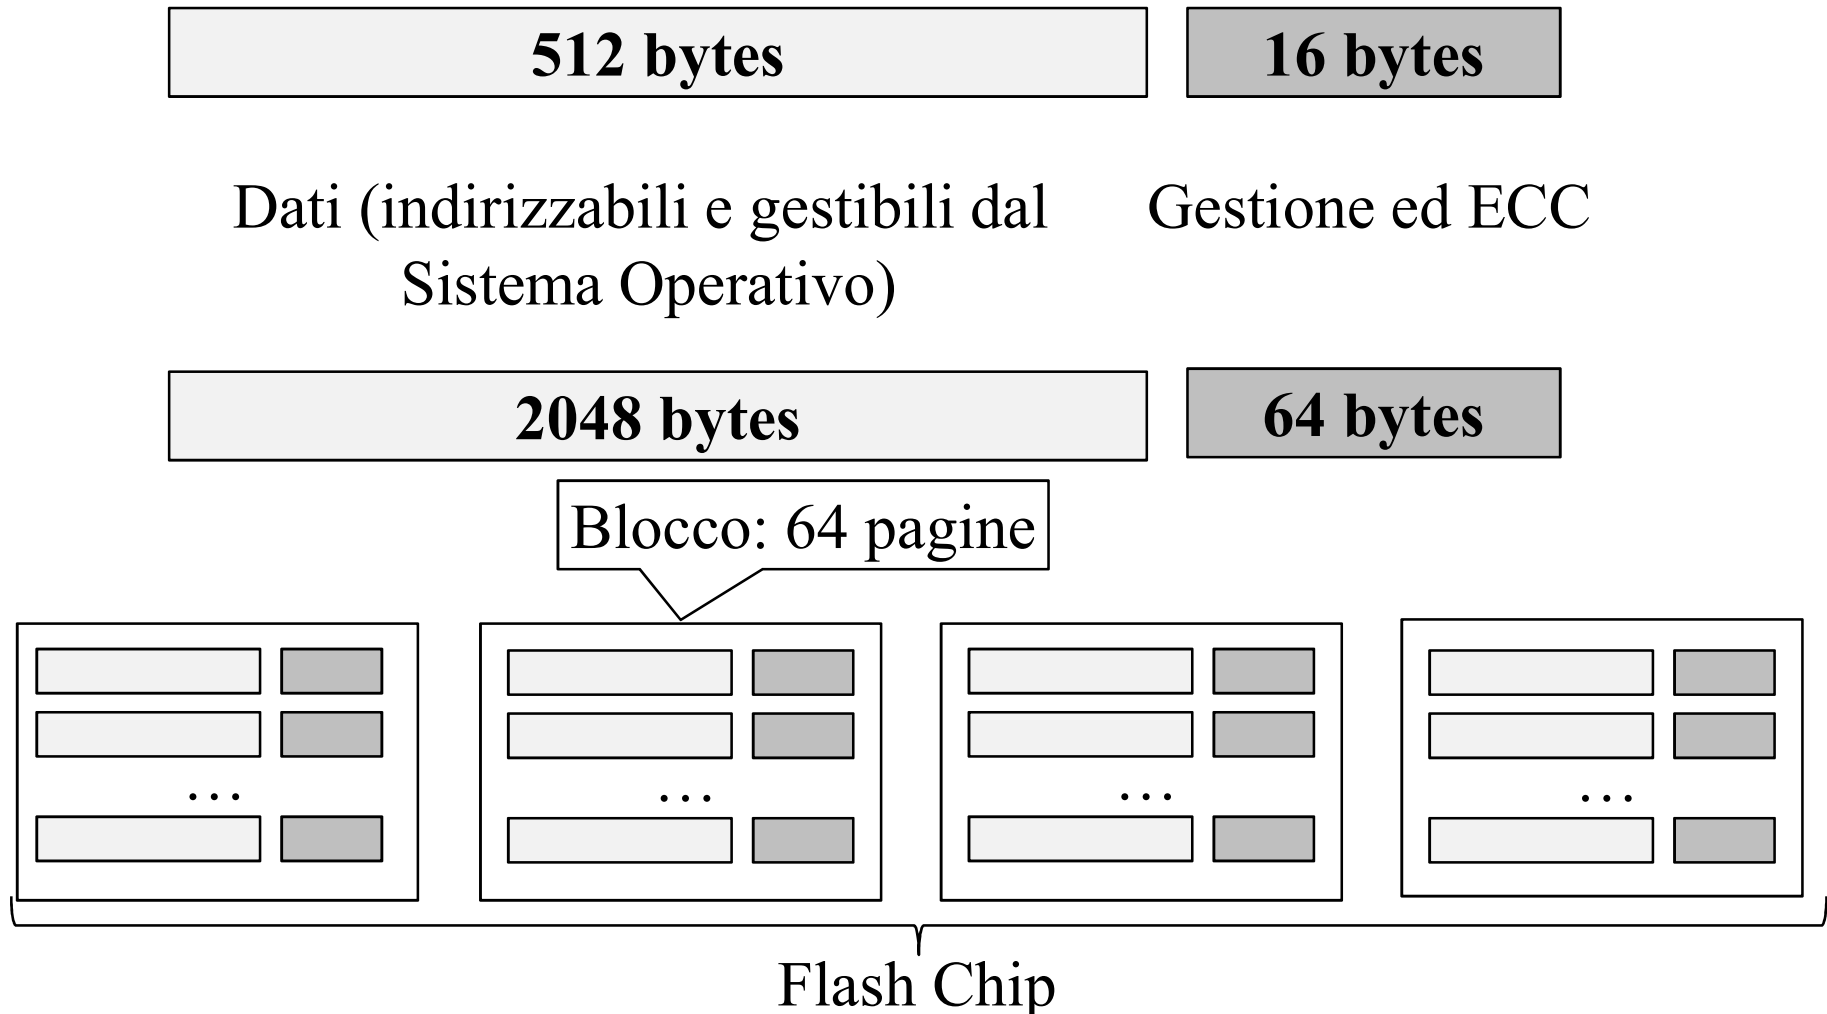 512 bytes
16 bytes
Dati (indirizzabili e gestibili dal
Sistema Operativo)
Gestione ed ECC
2048 bytes
64 bytes
Blocco: 64 pagine
...
...
...
...
Flash Chip